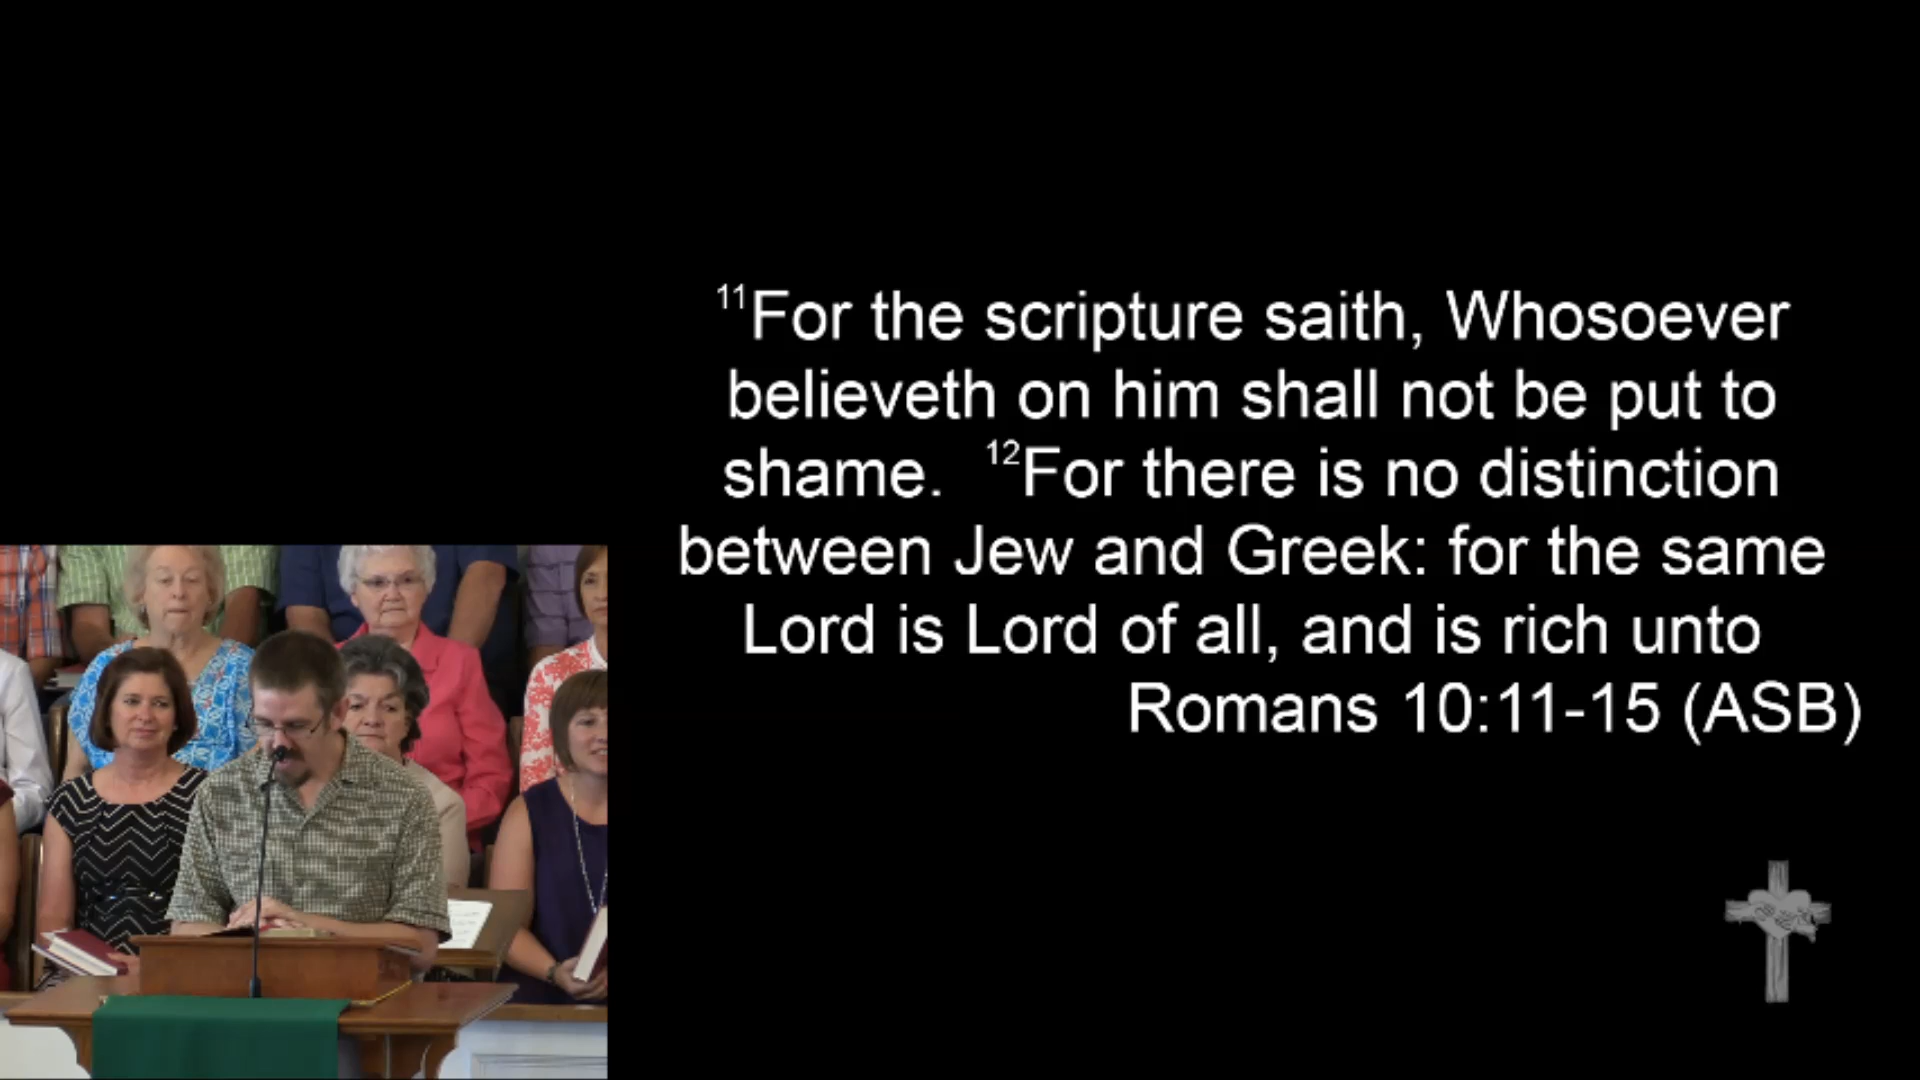 ¹¹For the scripture saith, Whosoever
believeth on him shall not be put to
shame. ¹²For there is no distinction
between Jew and Greek: for the same
Lord is Lord of all, and is rich unto
Romans 10:11-15 (ASB)